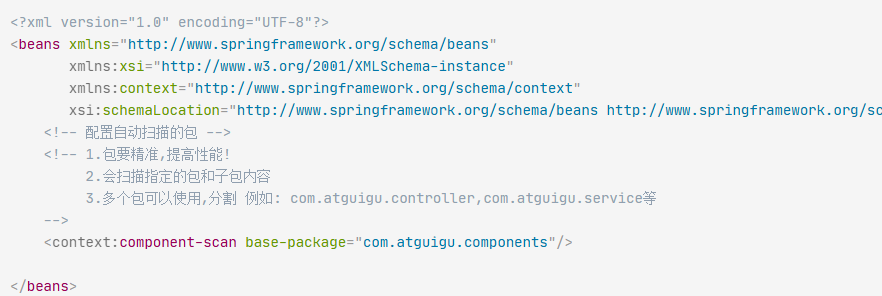 <?xml version="1.0" encoding="UTF-8"?>
<beans xmlns="http://www.springframework.org/schema/beans"
       xmlns:xsi="http://www.w3.org/2001/XMLSchema-instance"
       xmlns:context="http://www.springframework.org/schema/context"
       xsi:schemaLocation="http://www.springframework.org/schema/beans http://www.springframework.org/sc
    <!-- 配置自动扫描的包 -->
    <!-- 1.包要精准,提高性能!
         2.会扫描指定的包和子包内容
         3.多个包可以使用,分割 例如: com.atguigu.controller,com.atguigu.service等
    -->
    <context:component-scan base-package="com.atguigu.components"/>
</beans>